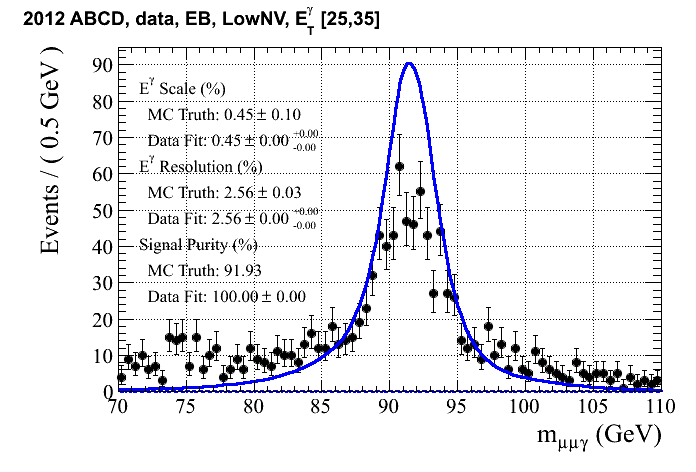 2012 ABCD, data, EB, LowNV, E_T^γ [25,35]
Events / ( 0.5 GeV )
90
80
70
60
50
40
30
20
10
0
E^γ Scale (%)
MC Truth: 0.45 ± 0.10
Data Fit: 0.45 ± 0.00 +0.00 -0.00
E^γ Resolution (%)
MC Truth: 2.56 ± 0.03
Data Fit: 2.56 ± 0.00 +0.00 -0.00
Signal Purity (%)
MC Truth: 91.93
Data Fit: 100.00 ± 0.00
70 75 80 85 90 95 100 105 110
m_μμγ (GeV)